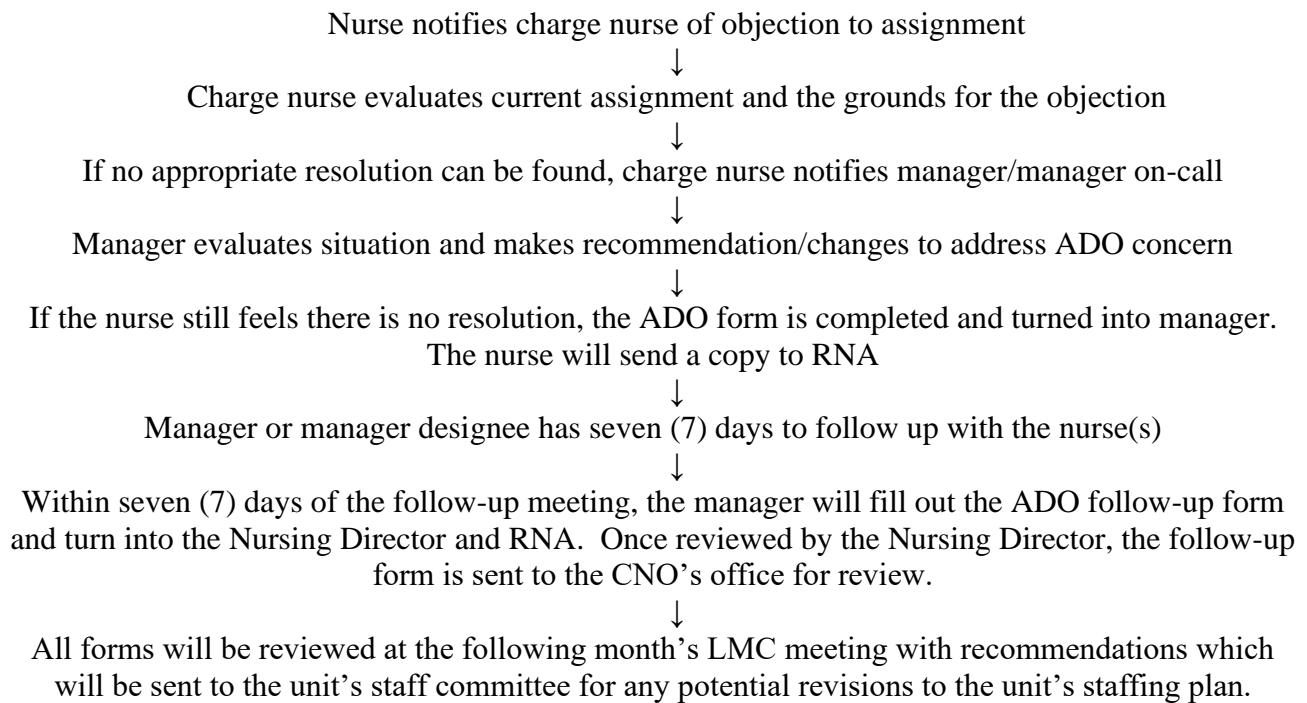 Nurse notifies charge nurse of objection to assignment
↓
Charge nurse evaluates current assignment and the grounds for the objection
↓
If no appropriate resolution can be found, charge nurse notifies manager/manager on-call
↓
Manager evaluates situation and makes recommendation/changes to address ADO concern
↓
If the nurse still feels there is no resolution, the ADO form is completed and turned into manager.
The nurse will send a copy to RNA
↓
Manager or manager designee has seven (7) days to follow up with the nurse(s)
↓
Within seven (7) days of the follow-up meeting, the manager will fill out the ADO follow-up form
and turn into the Nursing Director and RNA.  Once reviewed by the Nursing Director, the follow-up
form is sent to the CNO’s office for review.
↓
All forms will be reviewed at the following month’s LMC meeting with recommendations which
will be sent to the unit’s staff committee for any potential revisions to the unit’s staffing plan.